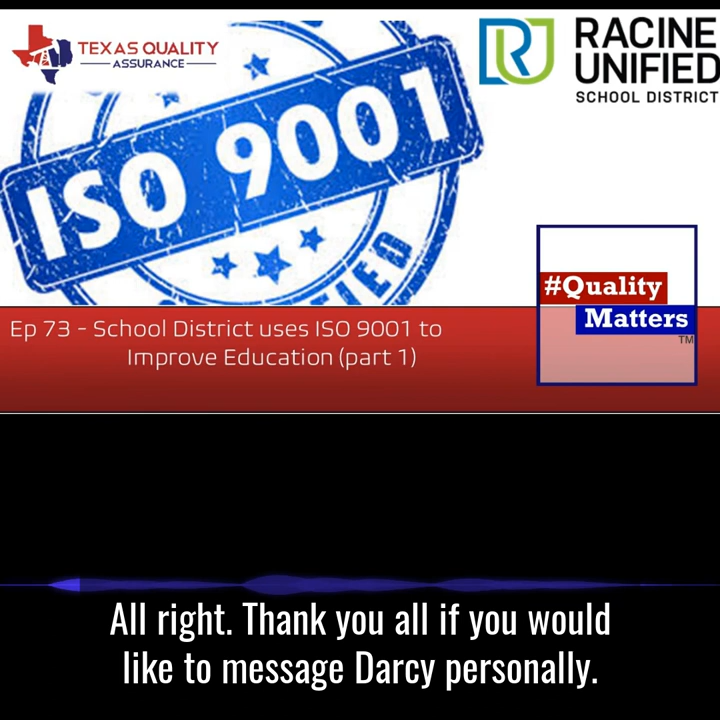 TEXAS QUALITY
ASSURANCE
RACINE
UNIFIED
SCHOOL DISTRICT
ISO 9001
#Quality
Matters
TM
Ep 73 - School District uses ISO 9001 to
Improve Education (part 1)
All right. Thank you all if you would
like to message Darcy personally.